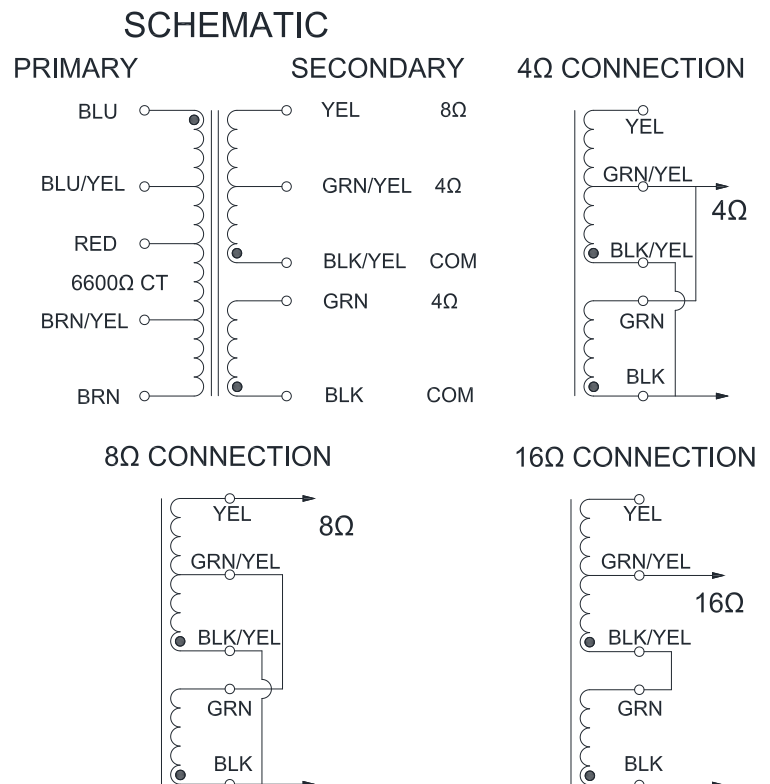 SCHEMATIC
PRIMARY
SECONDARY
BLU
YEL 8Ω
BLU/YEL
GRN/YEL 4Ω
RED
BLK/YEL COM
6600Ω CT
GRN 4Ω
BRN/YEL
BRN
BLK COM
4Ω CONNECTION
YEL
GRN/YEL
4Ω
BLK/YEL
GRN
BLK
8Ω CONNECTION
YEL
8Ω
GRN/YEL
BLK/YEL
GRN
BLK
16Ω CONNECTION
YEL
GRN/YEL
16Ω
BLK/YEL
GRN
BLK